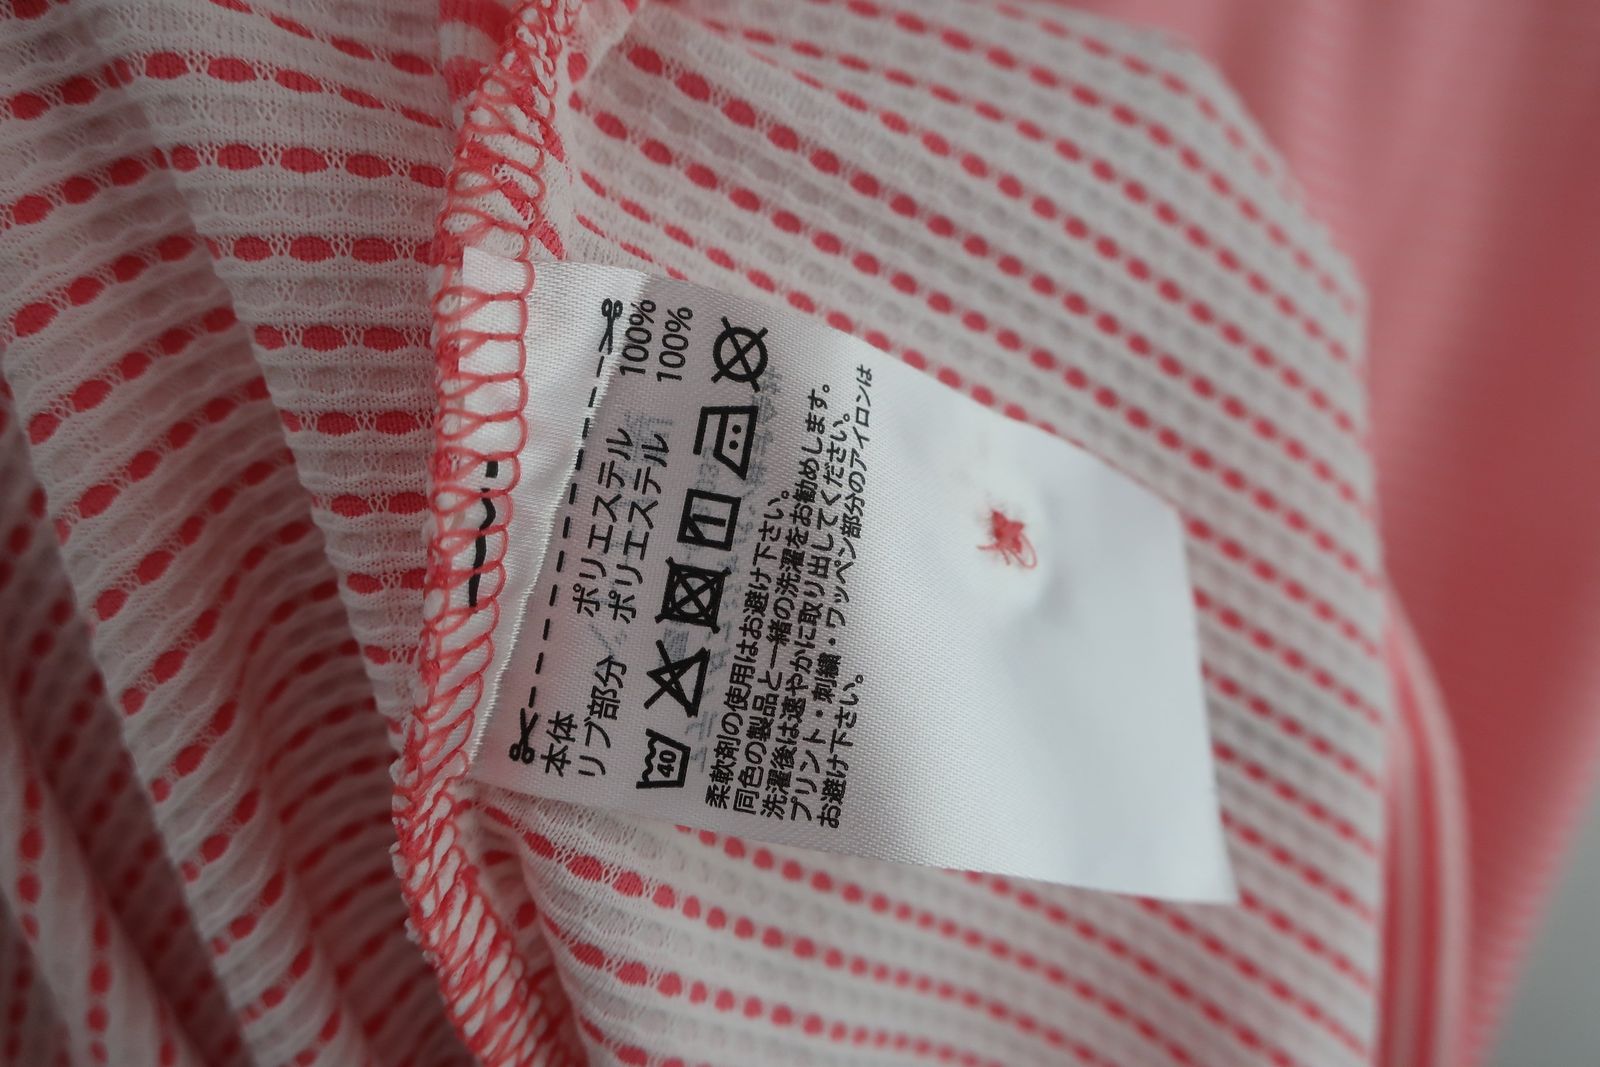 本体 ポリエステル 100%
リブ部分 ポリエステル 100%
40
柔軟剤の使用はお避け下さい。
同色の製品と一緒の洗濯をお勧めします。
洗濯後は速やかに取り出してください。
プリント・刺繍・ワッペン部分のアイロンは
お避け下さい。